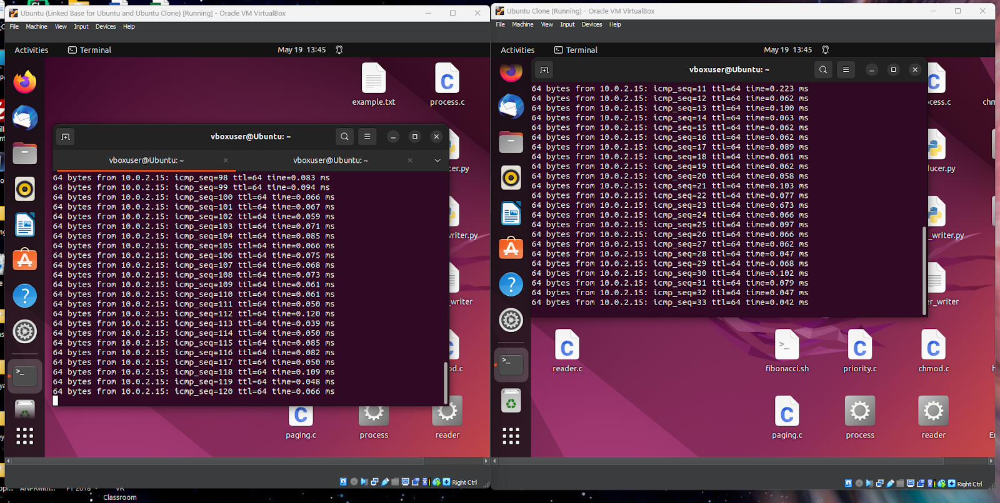 Ubuntu (Linked Base for Ubuntu and Ubuntu Clone) [Running] - Oracle VM VirtualBox
File Machine View Input Devices Help
Activities Terminal May 19 13:45
example.txt process.c
vboxuser@Ubuntu: ~
vboxuser@Ubuntu: ~ vboxuser@Ubuntu: ~
64 bytes from 10.0.2.15: icmp_seq=98 ttl=64 time=0.083 ms
64 bytes from 10.0.2.15: icmp_seq=99 ttl=64 time=0.094 ms
64 bytes from 10.0.2.15: icmp_seq=100 ttl=64 time=0.066 ms
64 bytes from 10.0.2.15: icmp_seq=101 ttl=64 time=0.067 ms
64 bytes from 10.0.2.15: icmp_seq=102 ttl=64 time=0.059 ms
64 bytes from 10.0.2.15: icmp_seq=103 ttl=64 time=0.071 ms
64 bytes from 10.0.2.15: icmp_seq=104 ttl=64 time=0.085 ms
64 bytes from 10.0.2.15: icmp_seq=105 ttl=64 time=0.066 ms
64 bytes from 10.0.2.15: icmp_seq=106 ttl=64 time=0.075 ms
64 bytes from 10.0.2.15: icmp_seq=107 ttl=64 time=0.068 ms
64 bytes from 10.0.2.15: icmp_seq=108 ttl=64 time=0.073 ms
64 bytes from 10.0.2.15: icmp_seq=109 ttl=64 time=0.061 ms
64 bytes from 10.0.2.15: icmp_seq=110 ttl=64 time=0.061 ms
64 bytes from 10.0.2.15: icmp_seq=111 ttl=64 time=0.050 ms
64 bytes from 10.0.2.15: icmp_seq=112 ttl=64 time=0.120 ms
64 bytes from 10.0.2.15: icmp_seq=113 ttl=64 time=0.039 ms
64 bytes from 10.0.2.15: icmp_seq=114 ttl=64 time=0.050 ms
64 bytes from 10.0.2.15: icmp_seq=115 ttl=64 time=0.085 ms
64 bytes from 10.0.2.15: icmp_seq=116 ttl=64 time=0.082 ms
64 bytes from 10.0.2.15: icmp_seq=117 ttl=64 time=0.050 ms
64 bytes from 10.0.2.15: icmp_seq=118 ttl=64 time=0.109 ms
64 bytes from 10.0.2.15: icmp_seq=119 ttl=64 time=0.048 ms
64 bytes from 10.0.2.15: icmp_seq=120 ttl=64 time=0.066 ms
cer.py
_writer.py
_writer
d.c
paging.c process reader
Right Ctrl
VR
Classroom
Ubuntu Clone [Running] - Oracle VM VirtualBox
File Machine View Input Devices Help
Activities Terminal May 19 13:45
vboxuser@Ubuntu: ~
64 bytes from 10.0.2.15: icmp_seq=11 ttl=64 time=0.223 ms
64 bytes from 10.0.2.15: icmp_seq=12 ttl=64 time=0.062 ms
64 bytes from 10.0.2.15: icmp_seq=13 ttl=64 time=0.100 ms
64 bytes from 10.0.2.15: icmp_seq=14 ttl=64 time=0.063 ms
64 bytes from 10.0.2.15: icmp_seq=15 ttl=64 time=0.062 ms
64 bytes from 10.0.2.15: icmp_seq=16 ttl=64 time=0.062 ms
64 bytes from 10.0.2.15: icmp_seq=17 ttl=64 time=0.089 ms
64 bytes from 10.0.2.15: icmp_seq=18 ttl=64 time=0.061 ms
64 bytes from 10.0.2.15: icmp_seq=19 ttl=64 time=0.062 ms
64 bytes from 10.0.2.15: icmp_seq=20 ttl=64 time=0.058 ms
64 bytes from 10.0.2.15: icmp_seq=21 ttl=64 time=0.103 ms
64 bytes from 10.0.2.15: icmp_seq=22 ttl=64 time=0.077 ms
64 bytes from 10.0.2.15: icmp_seq=23 ttl=64 time=0.673 ms
64 bytes from 10.0.2.15: icmp_seq=24 ttl=64 time=0.066 ms
64 bytes from 10.0.2.15: icmp_seq=25 ttl=64 time=0.097 ms
64 bytes from 10.0.2.15: icmp_seq=26 ttl=64 time=0.066 ms
64 bytes from 10.0.2.15: icmp_seq=27 ttl=64 time=0.062 ms
64 bytes from 10.0.2.15: icmp_seq=28 ttl=64 time=0.047 ms
64 bytes from 10.0.2.15: icmp_seq=29 ttl=64 time=0.068 ms
64 bytes from 10.0.2.15: icmp_seq=30 ttl=64 time=0.102 ms
64 bytes from 10.0.2.15: icmp_seq=31 ttl=64 time=0.079 ms
64 bytes from 10.0.2.15: icmp_seq=32 ttl=64 time=0.047 ms
64 bytes from 10.0.2.15: icmp_seq=33 ttl=64 time=0.042 ms
cess.c chm
lucer.py
_writer.py
er_writer
reader.c fibonacci.sh priority.c chmod.c
paging.c process reader
Right Ctrl